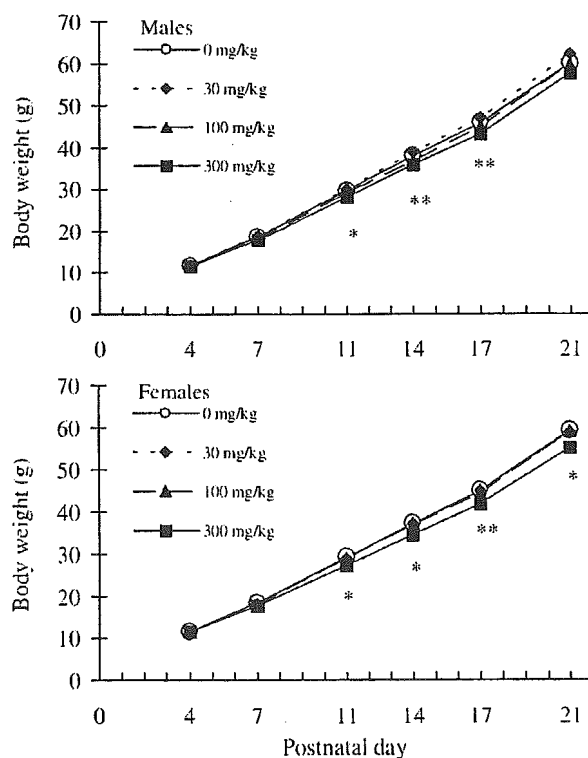 Males
0 mg/kg
30 mg/kg
100 mg/kg
300 mg/kg
Body weight (g)
70
60
50
40
30
20
10
0
*
**
**
0 4 7 11 14 17 21
Females
0 mg/kg
30 mg/kg
100 mg/kg
300 mg/kg
Body weight (g)
70
60
50
40
30
20
10
0
*
*
**
*
0 4 7 11 14 17 21
Postnatal day